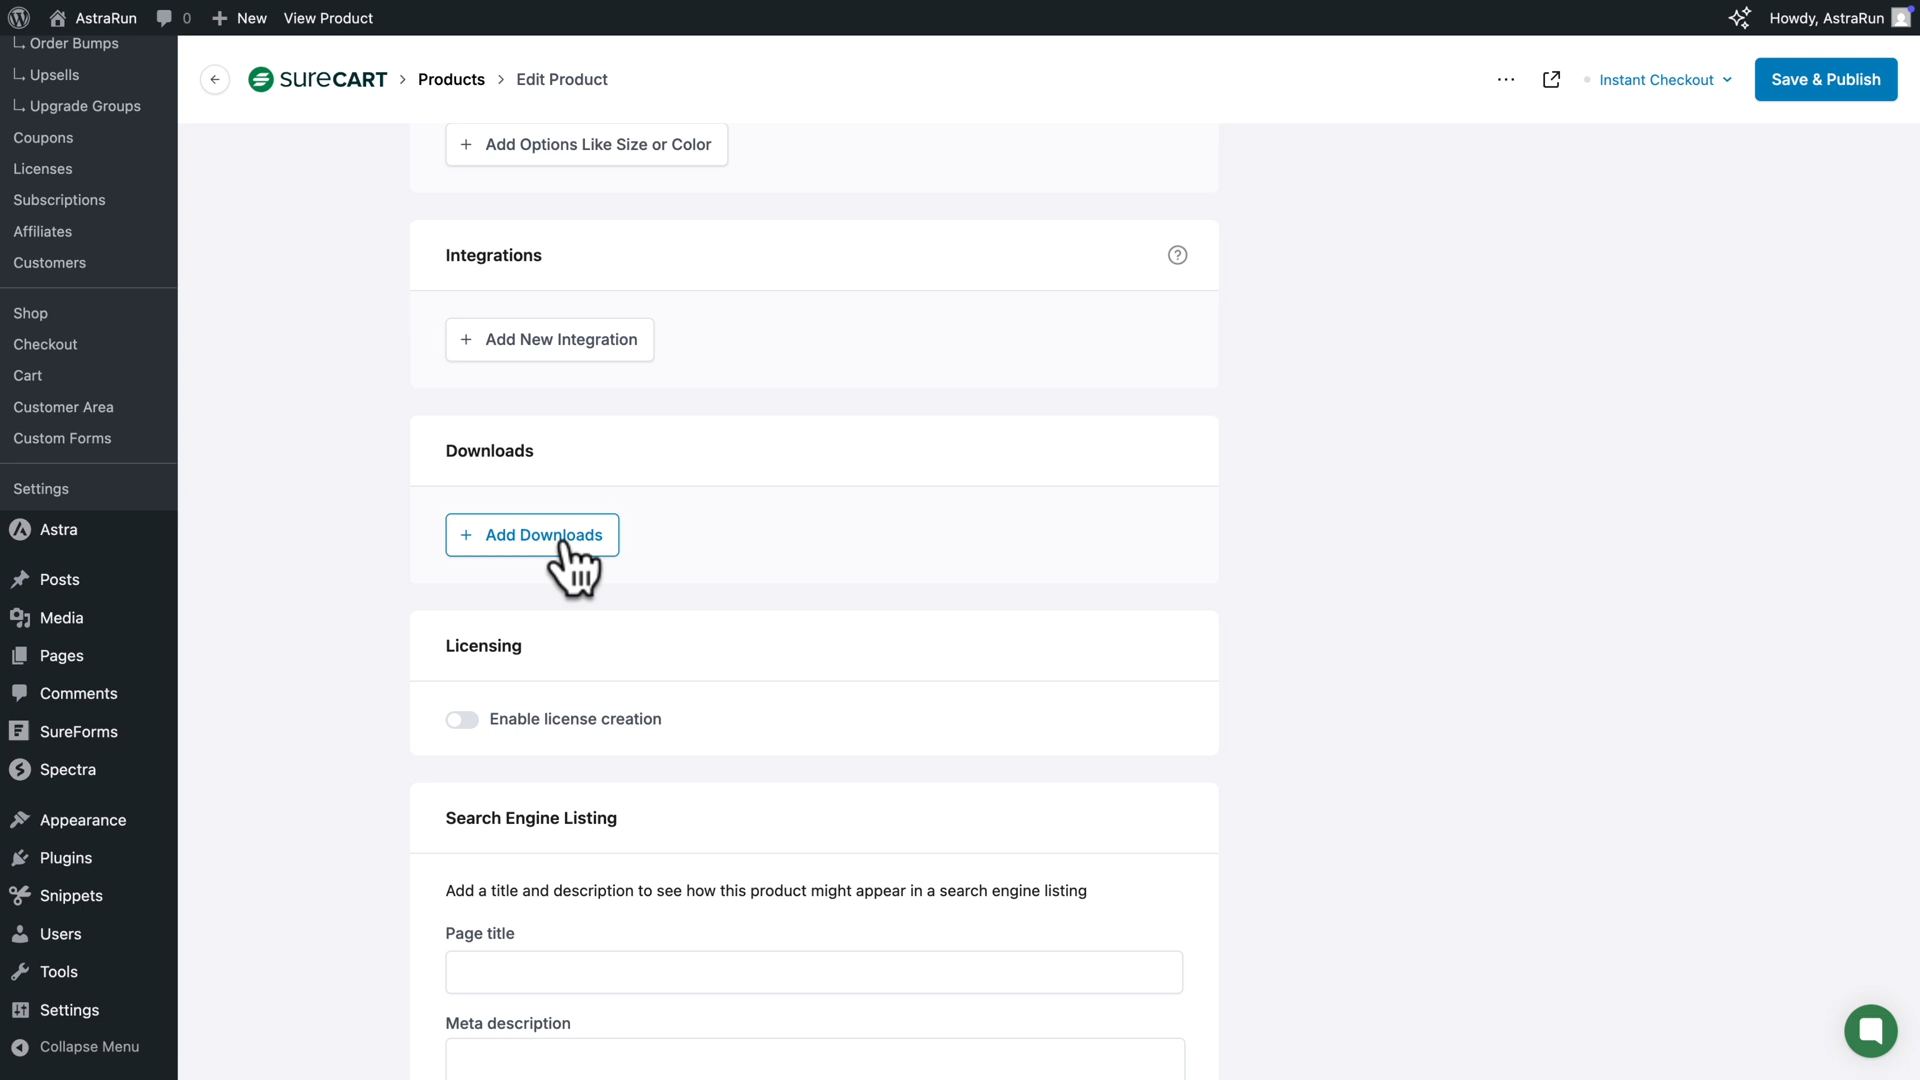 AstraRun
0
New
View Product
Howdy, AstraRun
Order Bumps
Upsells
Upgrade Groups
Coupons
Licenses
Subscriptions
Affiliates
Customers
Shop
Checkout
Cart
Customer Area
Custom Forms
Settings
Astra
Posts
Media
Pages
Comments
SureForms
Spectra
Appearance
Plugins
Snippets
Users
Tools
Settings
Collapse Menu
SURECART > Products > Edit Product
Instant Checkout
Save & Publish
+ Add Options Like Size or Color
Integrations
?
+ Add New Integration
Downloads
+ Add Downloads
Licensing
Enable license creation
Search Engine Listing
Add a title and description to see how this product might appear in a search engine listing
Page title
Meta description